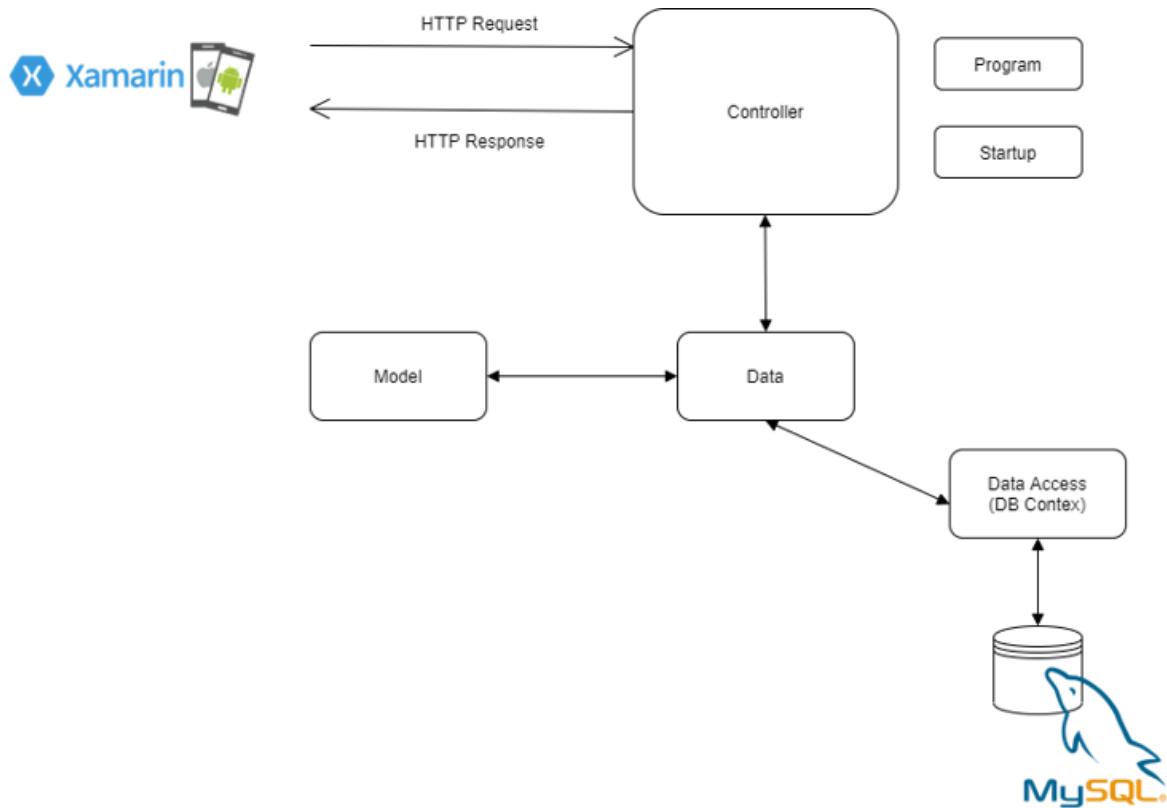 HTTP Request
Xamarin
HTTP Response
Controller
Program
Startup
Model
Data
Data Access
(DB Contex)
MySQL®